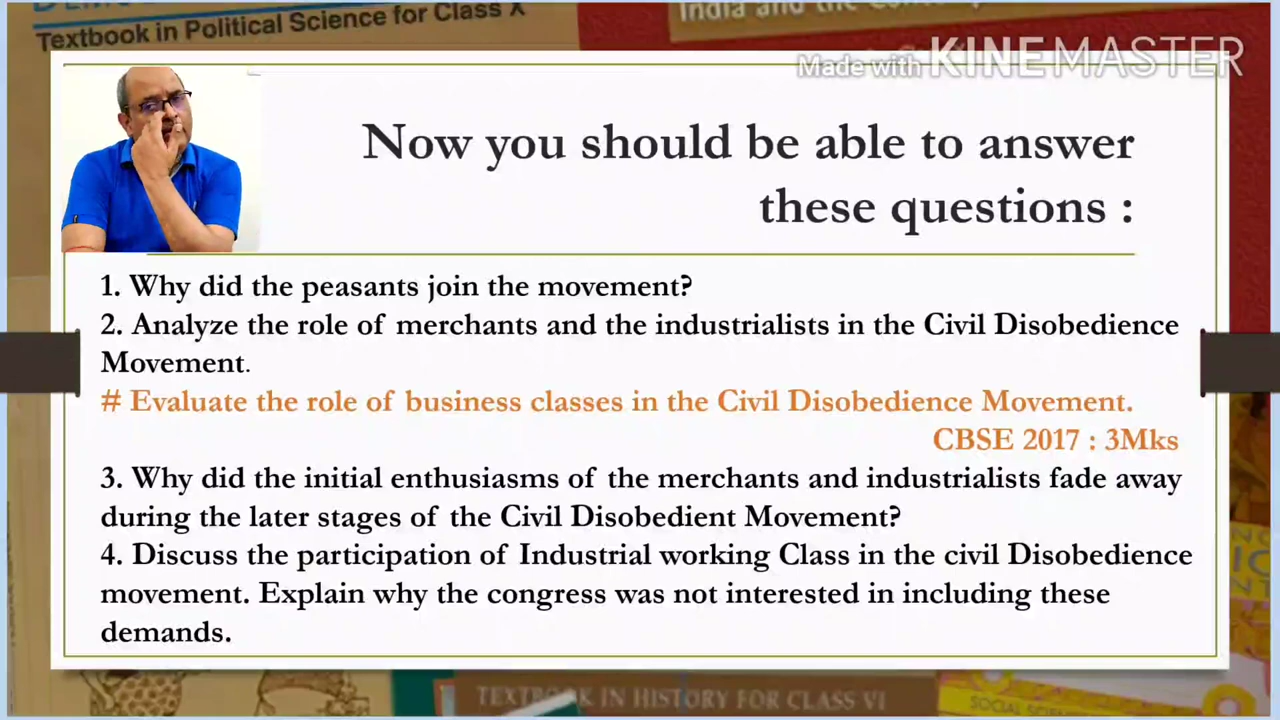 Textbook in Political Science for Class X
India and the
Made with KINEMASTER
Now you should be able to answer
these questions :
1. Why did the peasants join the movement?
2. Analyze the role of merchants and the industrialists in the Civil Disobedience
Movement.
# Evaluate the role of business classes in the Civil Disobedience Movement.
CBSE 2017 : 3Mks
3. Why did the initial enthusiasms of the merchants and industrialists fade away
during the later stages of the Civil Disobedient Movement?
4. Discuss the participation of Industrial working Class in the civil Disobedience
movement. Explain why the congress was not interested in including these
demands.
TEXTBOOK IN HISTORY FOR CLASS VI